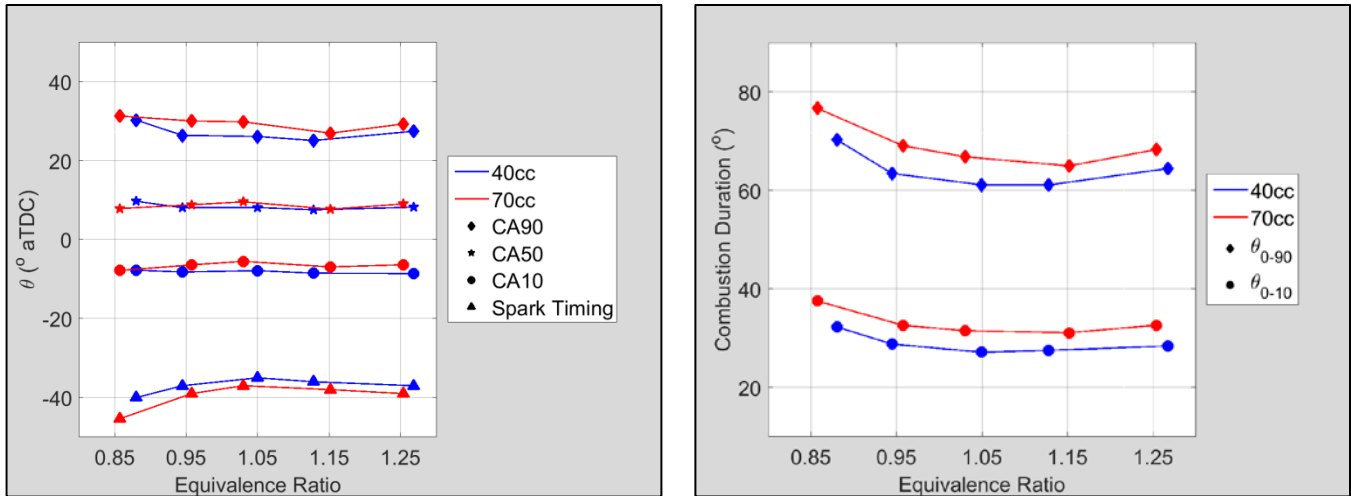 40
20
0
-20
-40
θ (° aTDC)
0.85 0.95 1.05 1.15 1.25
Equivalence Ratio
40cc
70cc
CA90
CA50
CA10
Spark Timing
80
60
40
20
Combustion Duration (°)
0.85 0.95 1.05 1.15 1.25
Equivalence Ratio
40cc
70cc
θ0-90
θ0-10